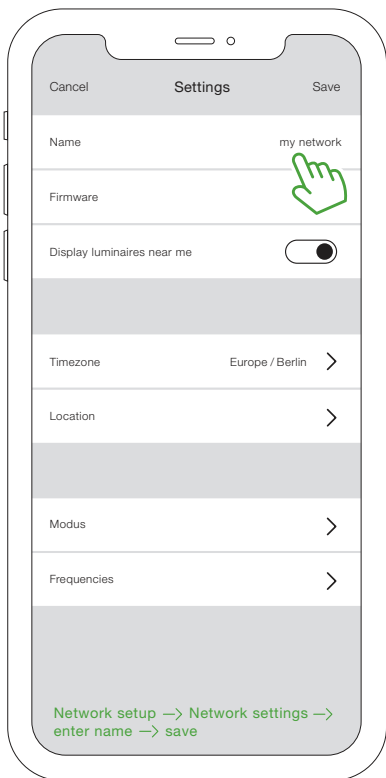 Cancel Settings Save
Name my network
Firmware
Display luminaires near me
Timezone Europe / Berlin
Location
Modus
Frequencies
Network setup —> Network settings —>
enter name —> save